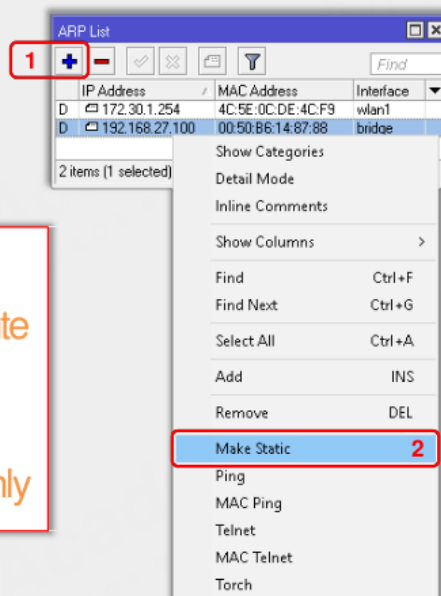 ARP List
1
Find
IP Address MAC Address Interface
D 172.30.1.254 4C:5E:0C:DE:4C:F9 wlan1
D 192.168.27.100 00:50:B6:14:87:88 bridge
2 items (1 selected)
Show Categories
Detail Mode
Inline Comments
Show Columns >
Find Ctrl+F
Find Next Ctrl+G
Select All Ctrl+A
Add INS
Remove DEL
Make Static 2
Ping
MAC Ping
Telnet
MAC Telnet
Torch